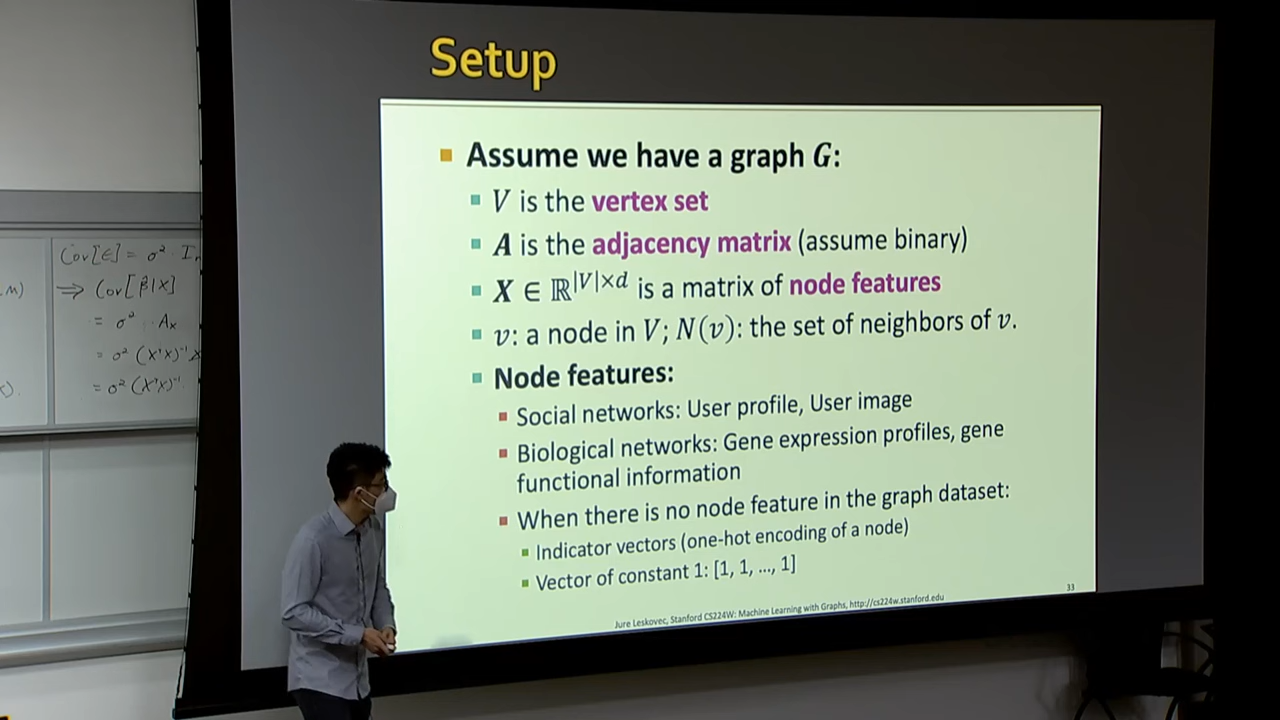 Setup
Assume we have a graph G:
V is the vertex set
A is the adjacency matrix (assume binary)
X ∈ ℝ^{|V|×d} is a matrix of node features
v: a node in V; N(v): the set of neighbors of v.
Node features:
Social networks: User profile, User image
Biological networks: Gene expression profiles, gene
functional information
When there is no node feature in the graph dataset:
Indicator vectors (one-hot encoding of a node)
Vector of constant 1: [1, 1, …, 1]
33
Jure Leskovec, Stanford CS224W: Machine Learning with Graphs, http://cs224w.stanford.edu
Cov[ε] = σ² · I
⟹ Cov[β̂|X]
= σ² · Aₓ
= σ² (X'X)⁻¹
= σ² (X'X)⁻¹